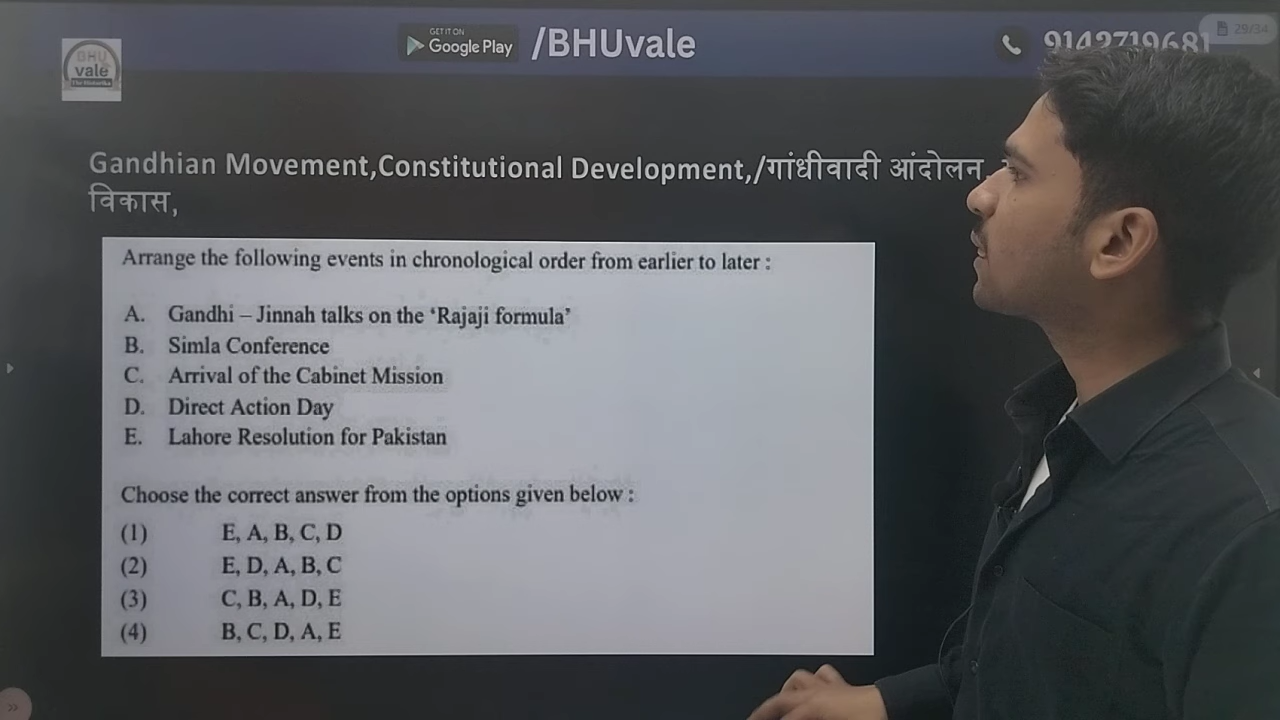 GET IT ON
Google Play
/BHUvale
9142719681
29/34
BHU
vale
Gandhian Movement,Constitutional Development,/गांधीवादी आंदोलन,
विकास,
Arrange the following events in chronological order from earlier to later :
A. Gandhi – Jinnah talks on the ‘Rajaji formula’
B. Simla Conference
C. Arrival of the Cabinet Mission
D. Direct Action Day
E. Lahore Resolution for Pakistan
Choose the correct answer from the options given below :
(1) E, A, B, C, D
(2) E, D, A, B, C
(3) C, B, A, D, E
(4) B, C, D, A, E